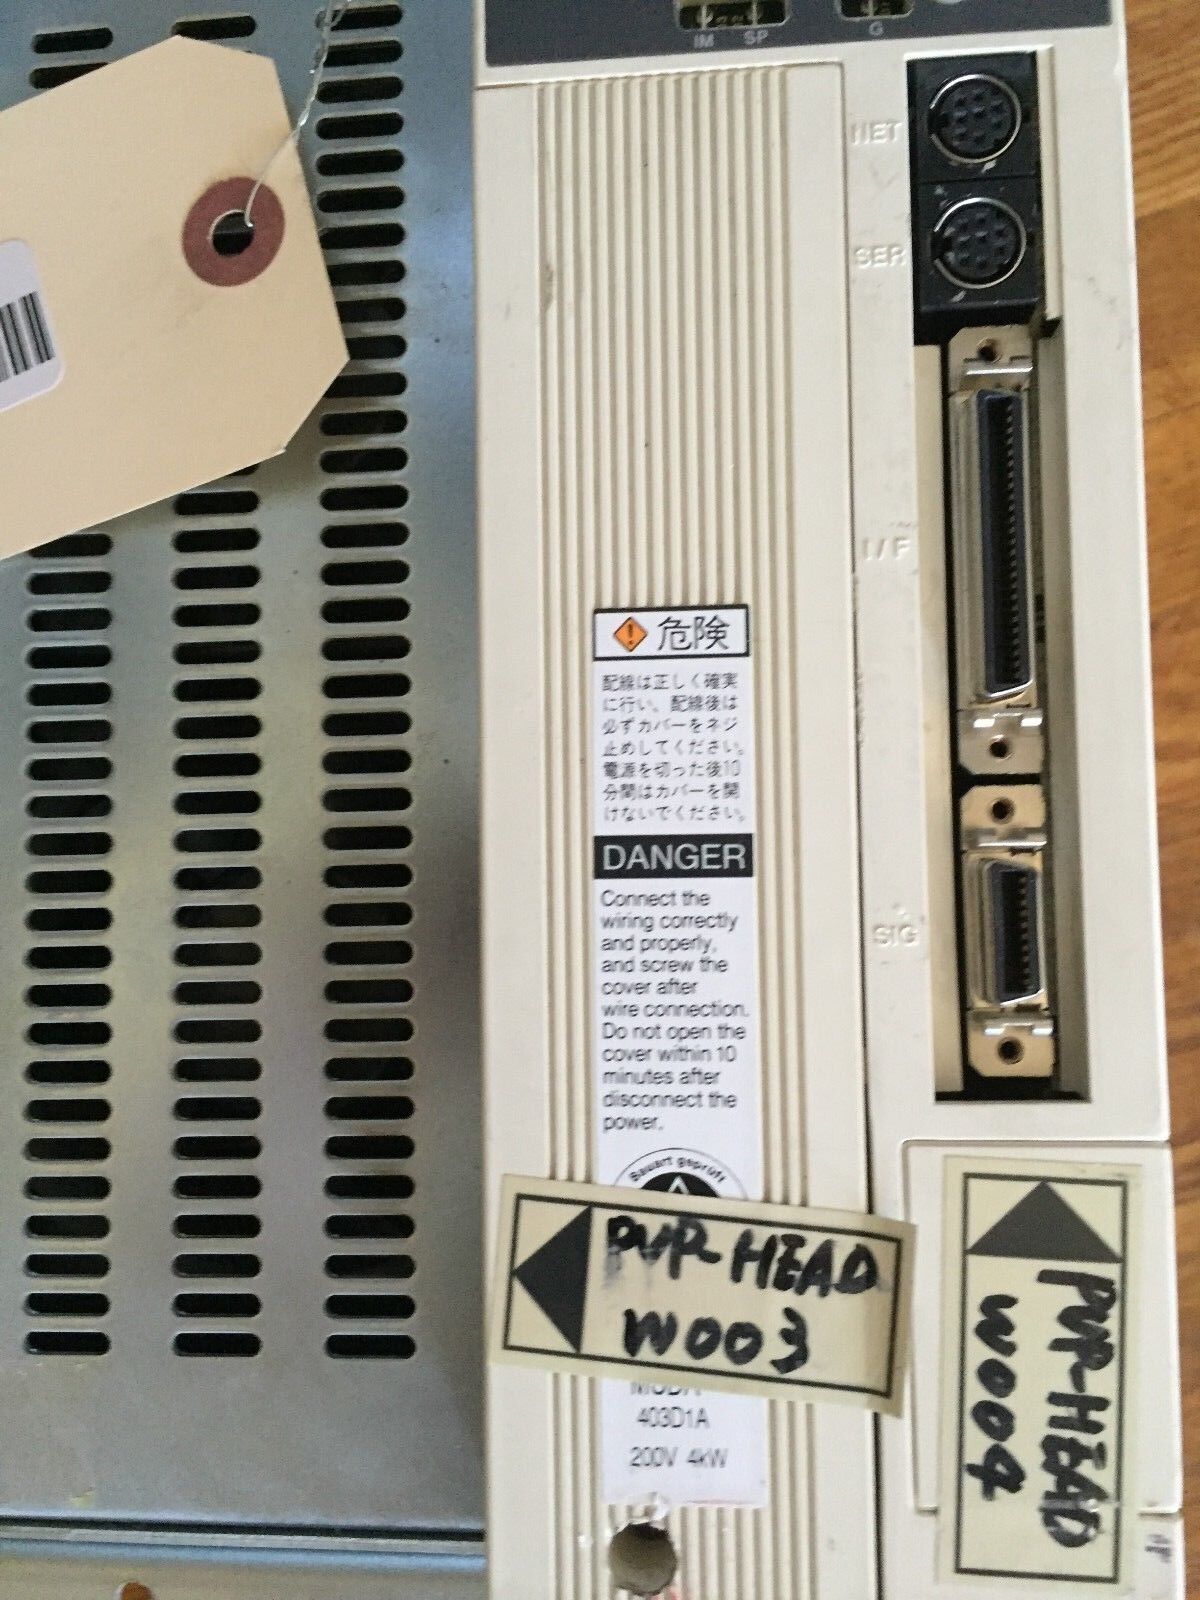 IM SP
G
NET
SER
I/F
SIG
危険
配線は正しく確実
に行い、配線後は
必ずカバーをネジ
止めしてください。
電源を切った後10
分間はカバーを開
けないでください。
DANGER
Connect the
wiring correctly
and properly,
and screw the
cover after
wire connection.
Do not open the
cover within 10
minutes after
disconnect the
power.
Bauart geprüft
PVR-HEAD
W003
403D1A
200V 4kW
PVR-HEAD
W004